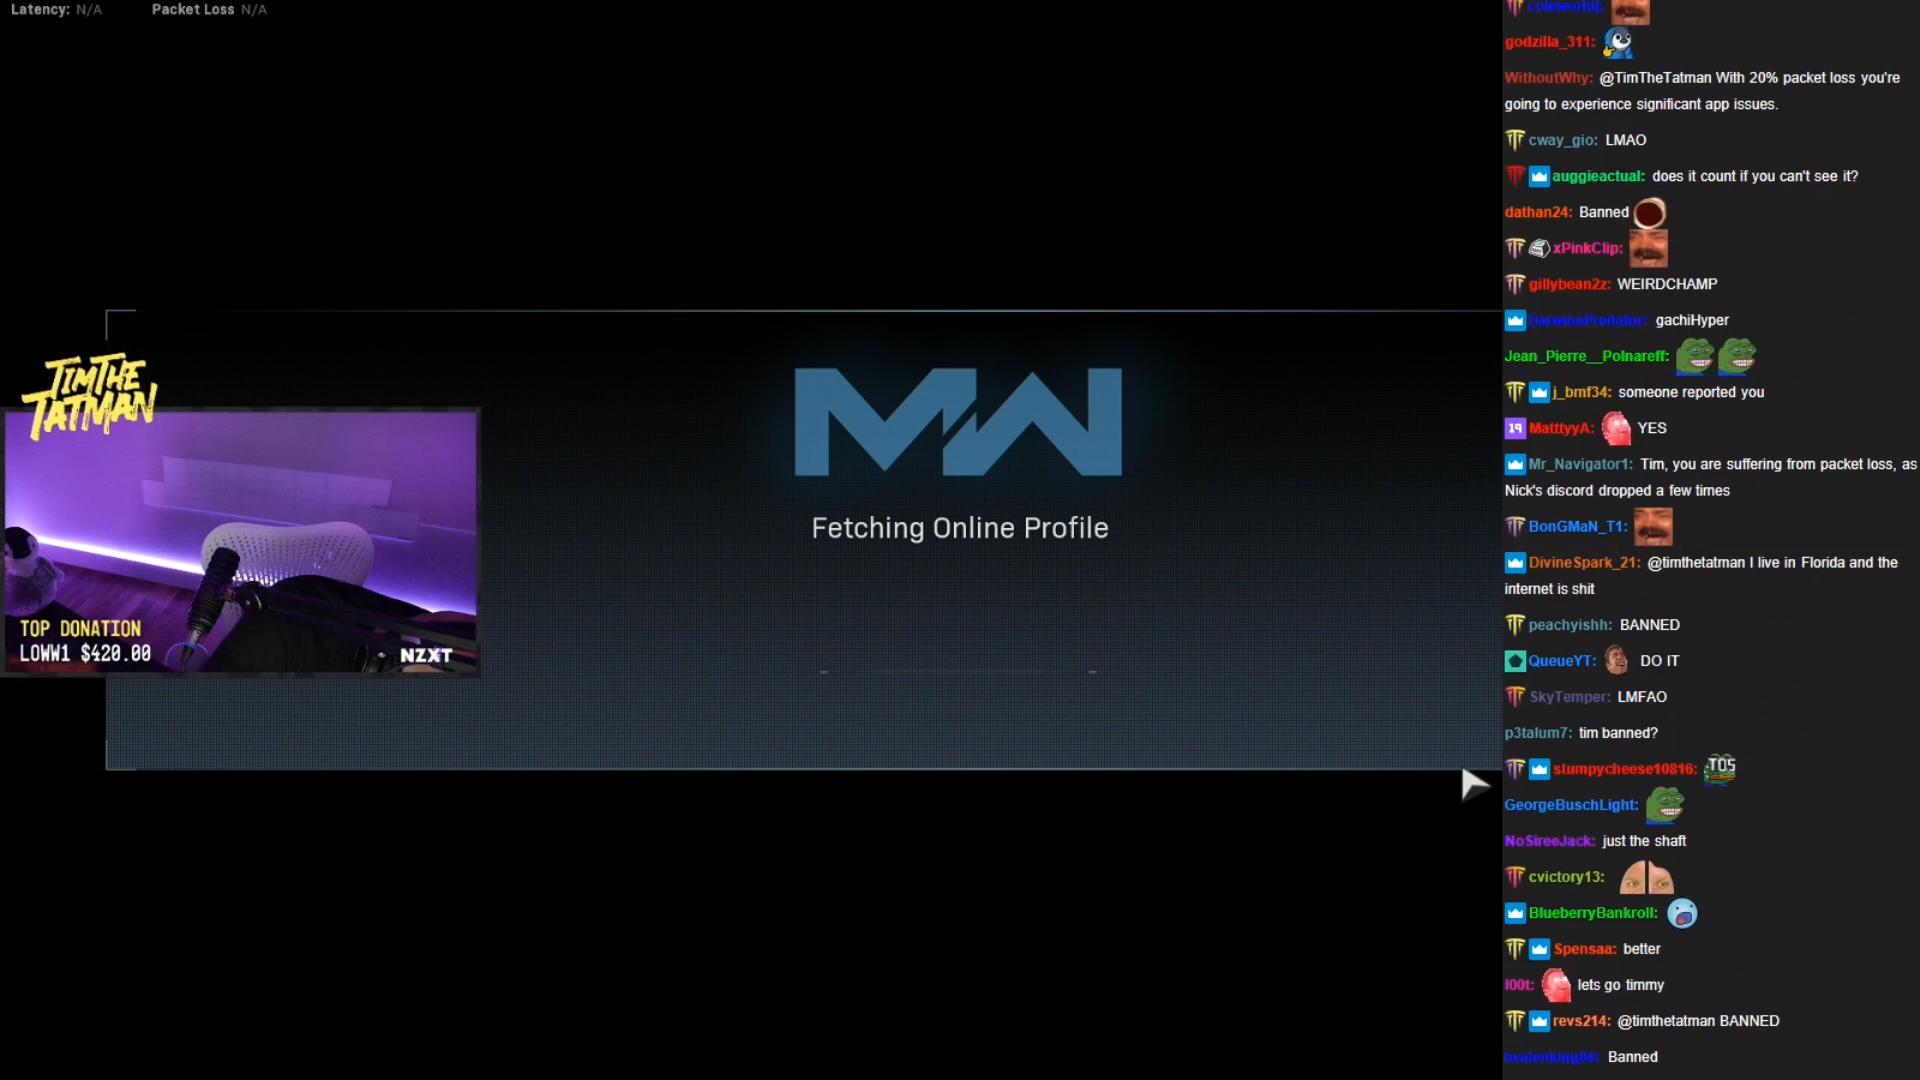 Latency: N/A Packet Loss N/A
TIMTHE
TATMAN
TOP DONATION
LOWW1 $420.00
NZXT
MW
Fetching Online Profile
coleworldj:
godzilla_311:
WithoutWhy: @TimTheTatman With 20% packet loss you're
going to experience significant app issues.
cway_gio: LMAO
auggieactual: does it count if you can't see it?
dathan24: Banned
xPinkClip:
gillybean2z: WEIRDCHAMP
DarwinsPredator: gachiHyper
Jean_Pierre__Polnareff:
j_bmf34: someone reported you
19 MatttyyA: YES
Mr_Navigator1: Tim, you are suffering from packet loss, as
Nick's discord dropped a few times
BonGMaN_T1:
DivineSpark_21: @timthetatman I live in Florida and the
internet is shit
peachyishh: BANNED
QueueYT: DO IT
SkyTemper: LMFAO
p3talum7: tim banned?
stumpycheese10816: TOS
GeorgeBuschLight:
NoSireeJack: just the shaft
cvictory13:
BlueberryBankroll:
Spensaa: better
l00t: lets go timmy
revs214: @timthetatman BANNED
Banned